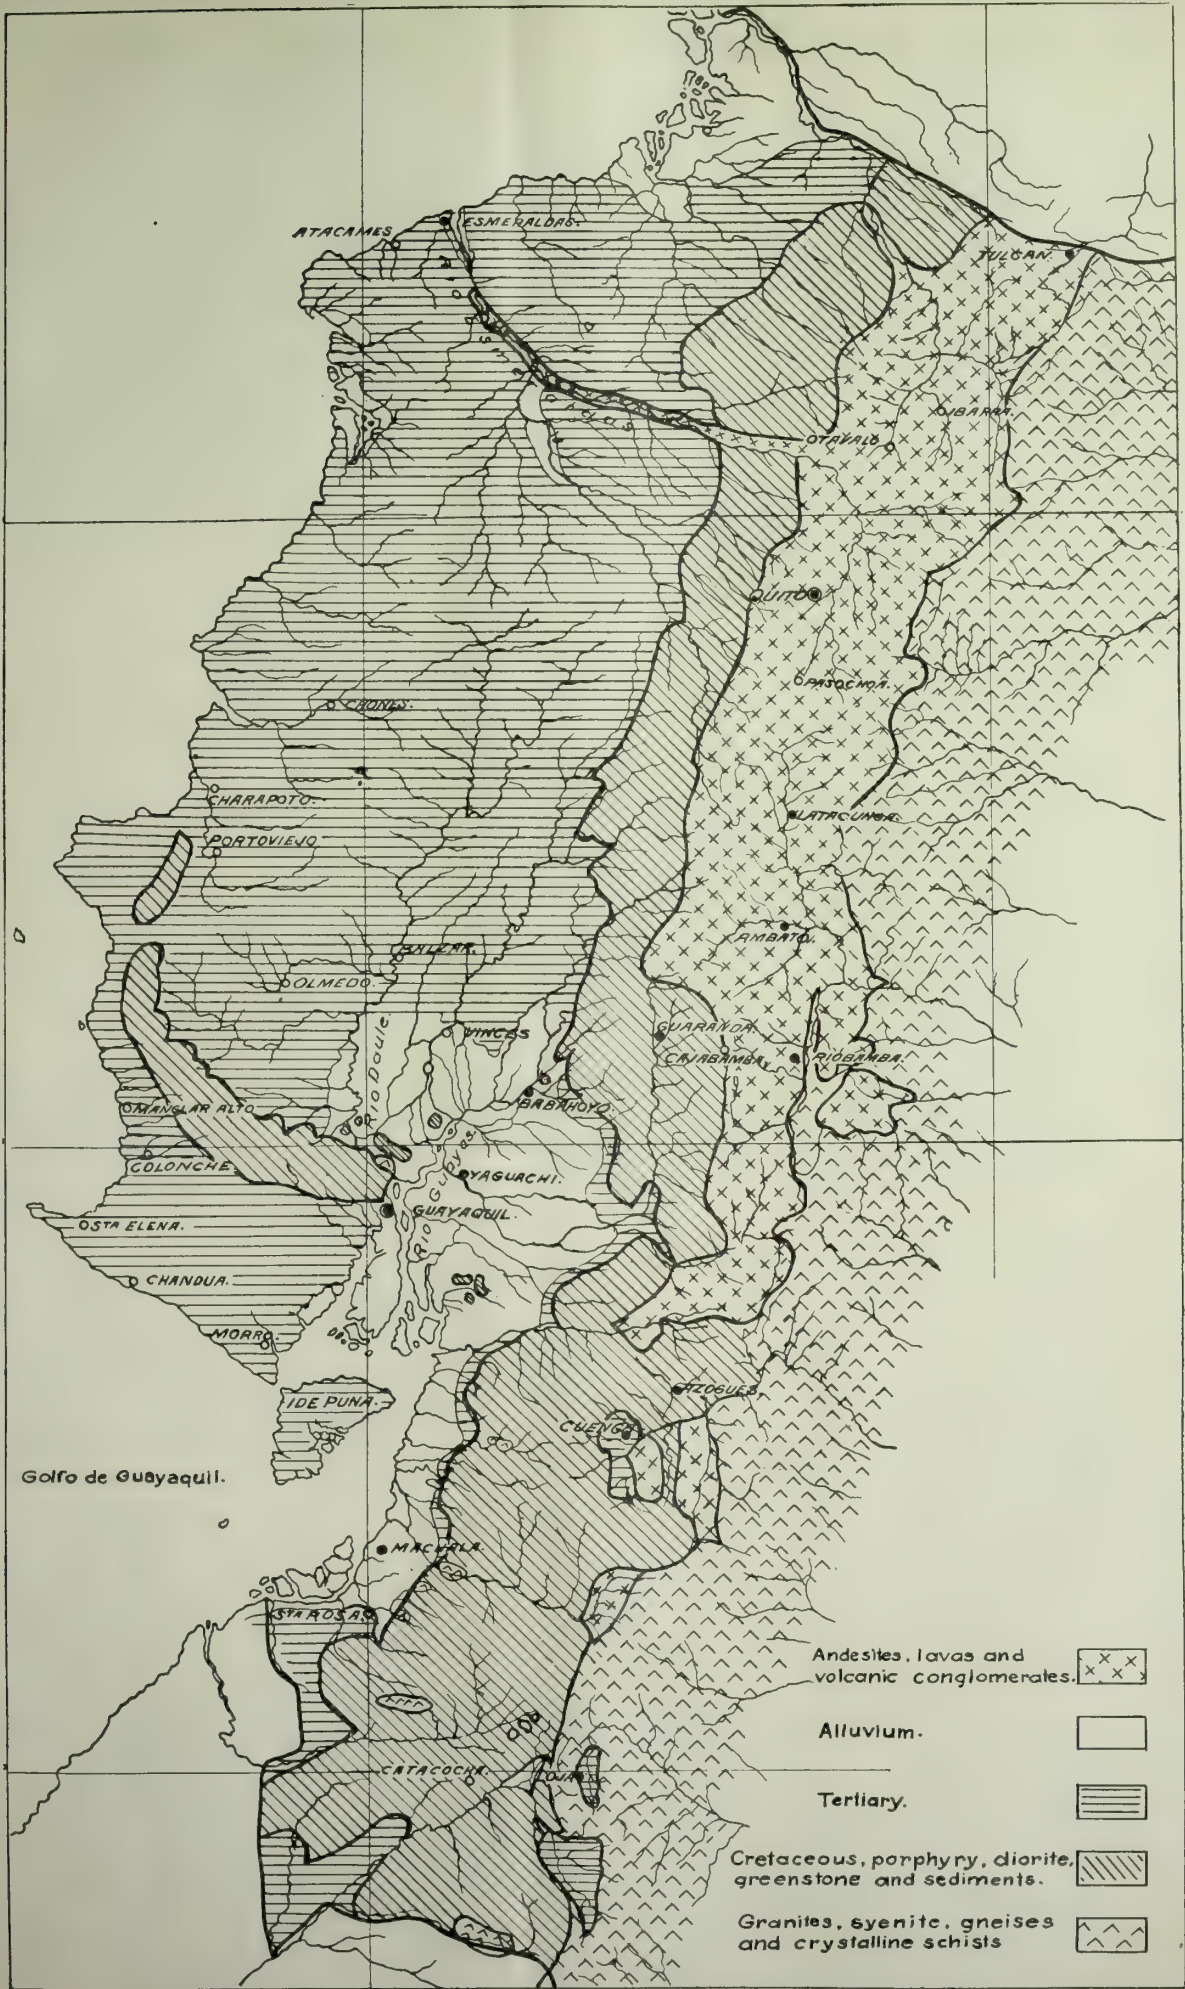 ATACAMES
ESMERALDAS.
TULCAN.
Rio Esmeraldas
IBARRA.
OTAVALO
QUITO
PASOCHOA.
CHONES.
CHARAPOTO.
LATACUNGA.
PORTOVIEJO
AMBATO.
BALZAR.
OLMEDO.
VINCES
GUARANDA.
CAJABAMBA.
RIOBAMBA.
RIO Daule.
MANGLAR ALTO
BABAHOYO.
COLONCHE
YAGUACHI.
RIO Guayas.
STA ELENA.
GUAYAQUIL.
CHANDUA.
MORRO.
I DE PUNA.
AZOGUES.
CUENCA
Golfo de Guayaquil.
MACHALA.
STA ROSA.
CATACOCHA.
LOJA
Andesites, lavas and
volcanic conglomerates.
Alluvium.
Tertiary.
Cretaceous, porphyry, diorite,
greenstone and sediments.
Granites, syenite, gneises
and crystalline schists